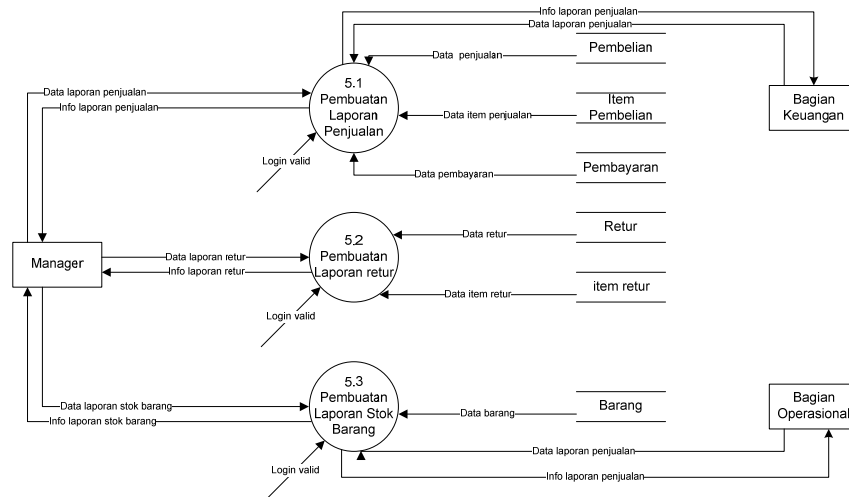 Info laporan penjualan
Data laporan penjualan
Pembelian
Data penjualan
5.1
Pembuatan
Laporan
Penjualan
Data laporan penjualan
Info laporan penjualan
Item
Pembelian
Data item penjualan
Bagian
Keuangan
Login valid
Pembayaran
Data pembayaran
Retur
Data retur
5.2
Pembuatan
Laporan retur
Manager
Data laporan retur
Info laporan retur
item retur
Data item retur
Login valid
5.3
Pembuatan
Laporan Stok
Barang
Data laporan stok barang
Info laporan stok barang
Barang
Data barang
Bagian
Operasional
Data laporan penjualan
Login valid
Info laporan penjualan